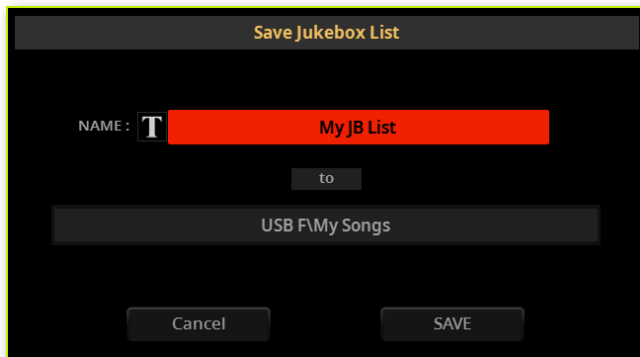 Save Jukebox List
NAME : T My JB List
to
USB F\My Songs
Cancel SAVE